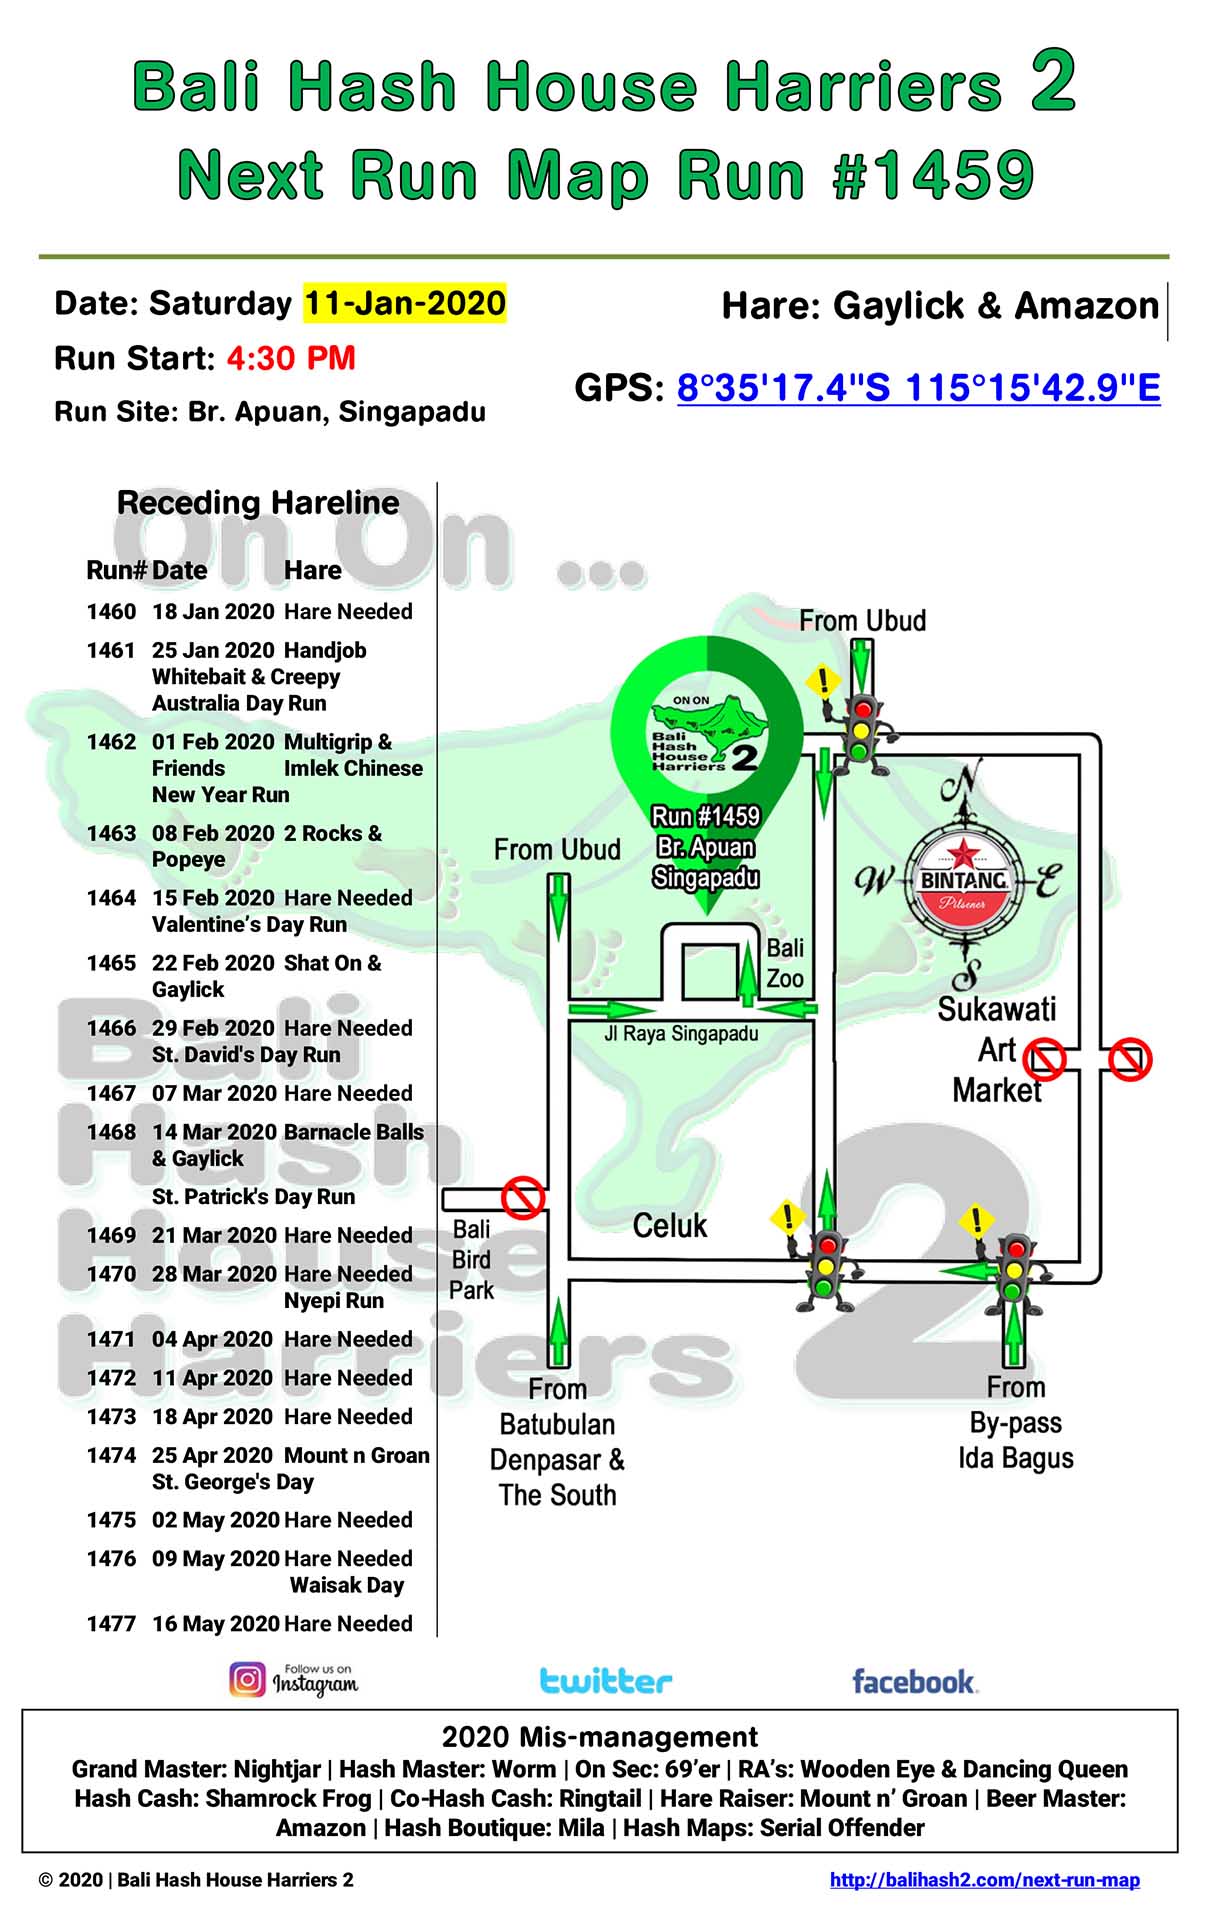 Bali Hash House Harriers 2
Next Run Map Run #1459
Date: Saturday 11-Jan-2020
Hare: Gaylick & Amazon
Run Start: 4:30 PM
GPS: 8°35'17.4"S 115°15'42.9"E
Run Site: Br. Apuan, Singapadu
On On ...
Receding Hareline
Run# Date Hare
1460 18 Jan 2020 Hare Needed
1461 25 Jan 2020 Handjob
Whitebait & Creepy
Australia Day Run
1462 01 Feb 2020 Multigrip &
Friends Imlek Chinese
New Year Run
1463 08 Feb 2020 2 Rocks &
Popeye
1464 15 Feb 2020 Hare Needed
Valentine's Day Run
1465 22 Feb 2020 Shat On &
Gaylick
1466 29 Feb 2020 Hare Needed
St. David's Day Run
1467 07 Mar 2020 Hare Needed
1468 14 Mar 2020 Barnacle Balls
& Gaylick
St. Patrick's Day Run
1469 21 Mar 2020 Hare Needed
1470 28 Mar 2020 Hare Needed
Nyepi Run
1471 04 Apr 2020 Hare Needed
1472 11 Apr 2020 Hare Needed
1473 18 Apr 2020 Hare Needed
1474 25 Apr 2020 Mount n Groan
St. George's Day
1475 02 May 2020 Hare Needed
1476 09 May 2020 Hare Needed
Waisak Day
1477 16 May 2020 Hare Needed
Bali
Hash
House
Harriers 2
From Ubud
ON ON
Bali
Hash
House
Harriers 2
Run #1459
Br. Apuan
Singapadu
From Ubud
N
W
BINTANG
Pilsener
E
S
Bali
Zoo
Jl Raya Singapadu
Sukawati
Art
Market
Bali
Bird
Park
Celuk
From
Batubulan
Denpasar &
The South
From
By-pass
Ida Bagus
Follow us on
Instagram
twitter
facebook
2020 Mis-management
Grand Master: Nightjar | Hash Master: Worm | On Sec: 69’er | RA’s: Wooden Eye & Dancing Queen
Hash Cash: Shamrock Frog | Co-Hash Cash: Ringtail | Hare Raiser: Mount n’ Groan | Beer Master:
Amazon | Hash Boutique: Mila | Hash Maps: Serial Offender
© 2020 | Bali Hash House Harriers 2
http://balihash2.com/next-run-map